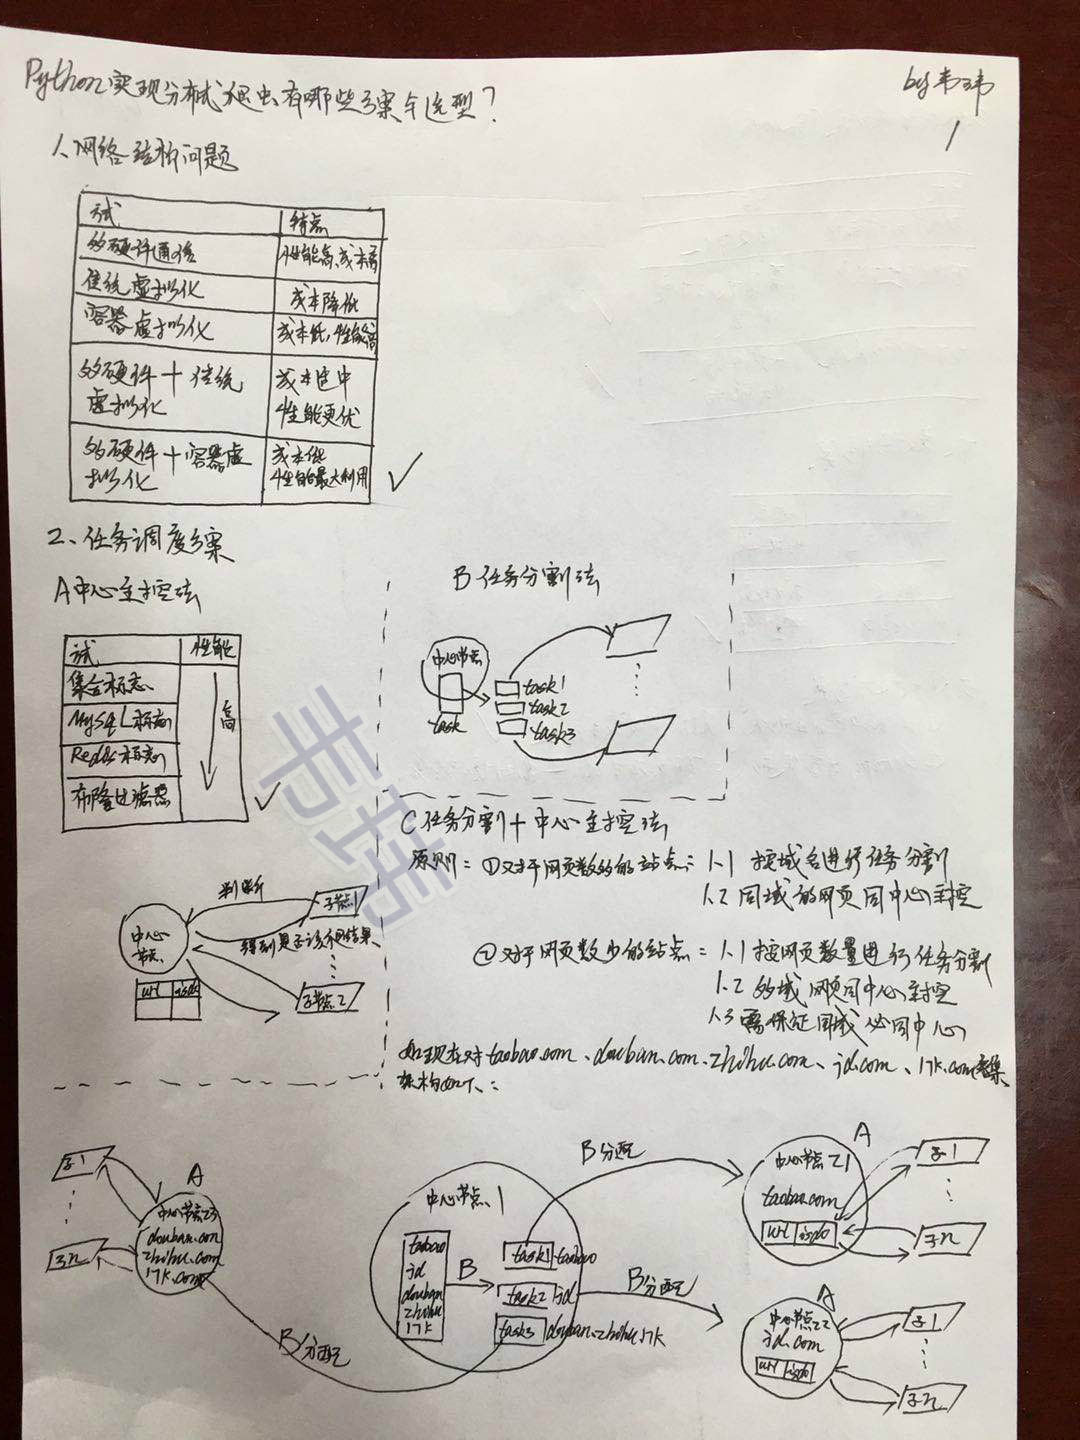 Python实现分布式爬虫有哪些方案与选型?
by 韦玮
1
1、网络结构问题
方式 特点
多硬件通信 性能高、成本高
传统虚拟化 成本降低
容器虚拟化 成本低,性能高
多硬件+传统虚拟化 成本适中 性能更优
多硬件+容器虚拟化 成本低 性能最大利用
2、任务调度方案
A 中心主控法
方式 性能
集合标志
MySQL标志
Redis标志
布隆过滤器
高
判断
中心节点
子节点1
得到是否该爬结果
url isdo
子节点2
B 任务分割法
中心节点
task
task1
task2
task3
C 任务分割+中心主控法
原则: ①对于网页数多的站点: 1.1 按域名进行任务分割
1.2 同域的网页同中心主控
②对于网页数少的站点: 1.1 按网页数量进行任务分割
1.2 多域网页同中心主控
1.3 需保证同域必同中心
如现在对taobao.com、douban.com、zhihu.com、jd.com、17k.com采集
架构如下:
子1
子n
A
中心节点23
douban.com
zhihu.com
17k.com
B分配
中心节点1
taobao
jd
douban
zhihu
17k
B
task1 taobao
task2 jd
task3 douban.zhihu.17k
B分配
B分配
A
中心节点21
taobao.com
url isdo
子1
子n
A
中心节点22
jd.com
url isdo
子1
子n
韦玮